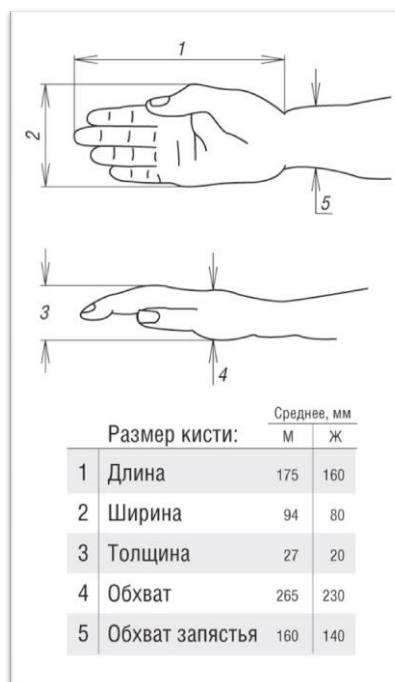 1
2
5
3
4
Среднее, мм
Размер кисти: М Ж
1 Длина 175 160
2 Ширина 94 80
3 Толщина 27 20
4 Обхват 265 230
5 Обхват запястья 160 140